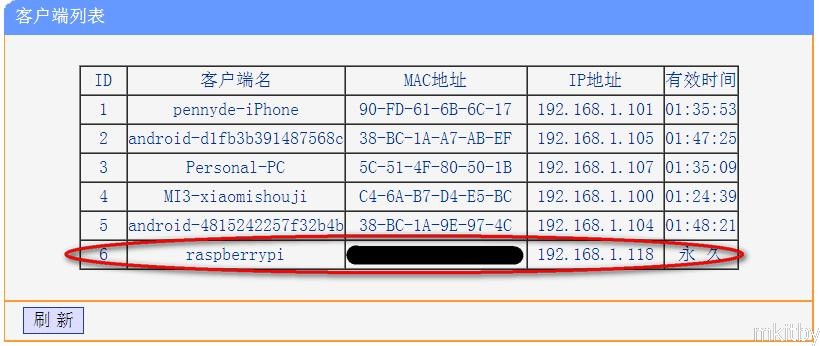 客户端列表
ID 客户端名 MAC地址 IP地址 有效时间
1 pennyde-iPhone 90-FD-61-6B-6C-17 192.168.1.101 01:35:53
2 android-d1fb3b391487568c 38-BC-1A-A7-AB-EF 192.168.1.105 01:47:25
3 Personal-PC 5C-51-4F-80-50-1B 192.168.1.107 01:35:09
4 MI3-xiaomishouji C4-6A-B7-D4-E5-BC 192.168.1.100 01:24:39
5 android-4815242257f32b4b 38-BC-1A-9E-97-4C 192.168.1.104 01:48:21
6 raspberrypi 192.168.1.118 永 久
刷 新